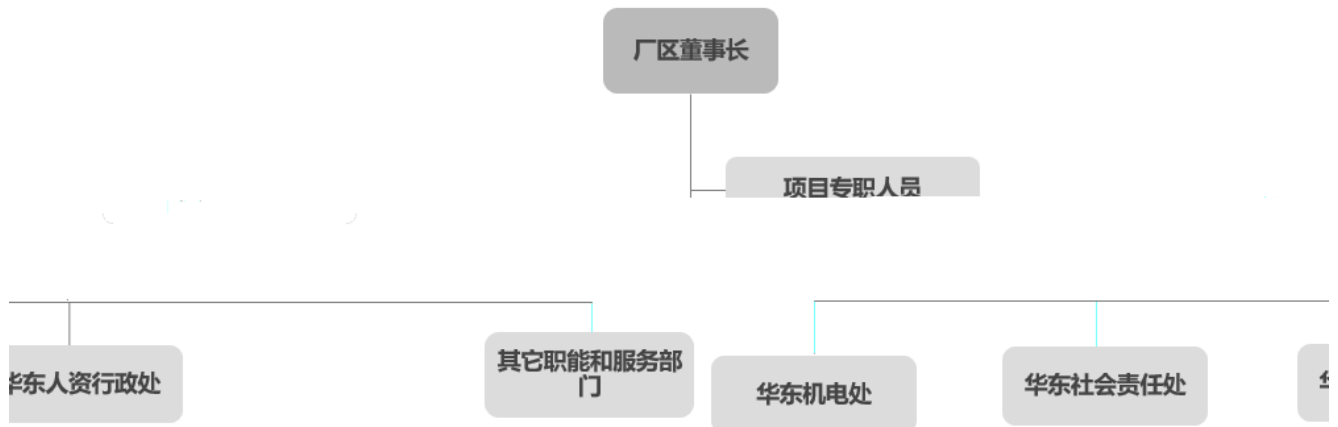 厂区董事长
项目专职人员
华东人资行政处
其它职能和服务部
门
华东机电处
华东社会责任处